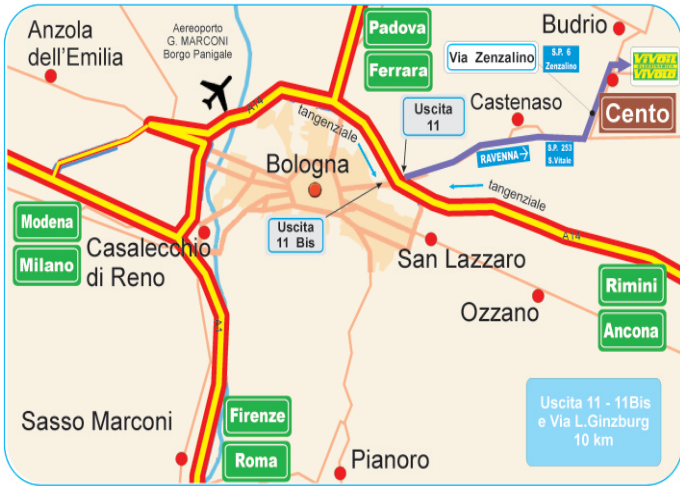 Anzola
dell'Emilia
Aereoporto
G. MARCONI
Borgo Panigale
Padova
Ferrara
Budrio
Via Zenzalino
S.P. 6
Zenzalino
VIVOIL
VIVOLO
Cento
Uscita
11
Castenaso
RAVENNA
S.P. 253
S.Vitale
A14
tangenziale
Bologna
Uscita
11 Bis
tangenziale
A14
Modena
Milano
Casalecchio
di Reno
San Lazzaro
Ozzano
Rimini
Ancona
A1
Sasso Marconi
Firenze
Roma
Pianoro
Uscita 11 - 11Bis
e Via L.Ginzburg
10 km